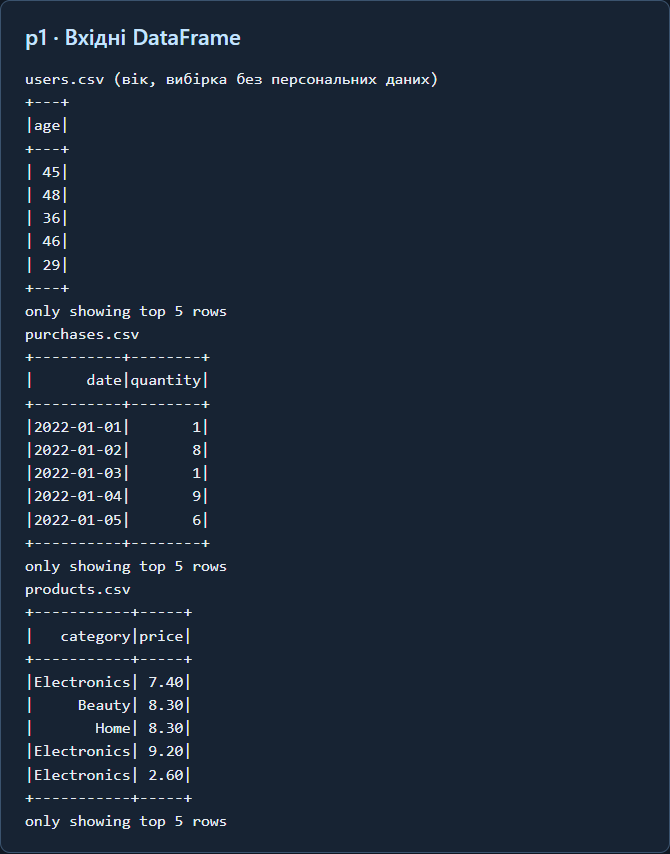 p1 · Вхідні DataFrame
users.csv (вік, вибірка без персональних даних)
+---+
|age|
+---+
| 45|
| 48|
| 36|
| 46|
| 29|
+---+
only showing top 5 rows
purchases.csv
+----------+--------+
|      date|quantity|
+----------+--------+
|2022-01-01|       1|
|2022-01-02|       8|
|2022-01-03|       1|
|2022-01-04|       9|
|2022-01-05|       6|
+----------+--------+
only showing top 5 rows
products.csv
+-----------+-----+
|   category|price|
+-----------+-----+
|Electronics| 7.40|
|     Beauty| 8.30|
|       Home| 8.30|
|Electronics| 9.20|
|Electronics| 2.60|
+-----------+-----+
only showing top 5 rows